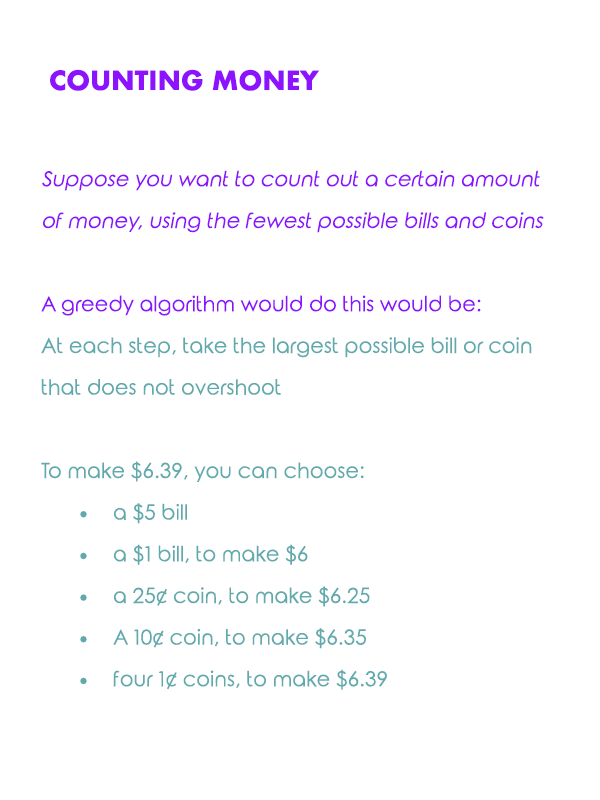 COUNTING MONEY
Suppose you want to count out a certain amount
of money, using the fewest possible bills and coins
A greedy algorithm would do this would be:
At each step, take the largest possible bill or coin
that does not overshoot
To make $6.39, you can choose:
• a $5 bill
• a $1 bill, to make $6
• a 25¢ coin, to make $6.25
• A 10¢ coin, to make $6.35
• four 1¢ coins, to make $6.39